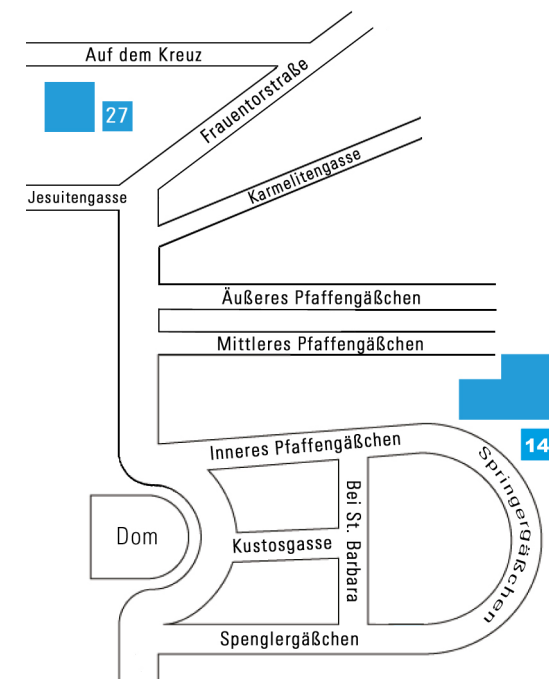 Auf dem Kreuz
Frauentorstraße
27
Karmelitengasse
Jesuitengasse
Äußeres Pfaffengäßchen
Mittleres Pfaffengäßchen
Inneres Pfaffengäßchen
14
Springergäßchen
Bei St. Barbara
Dom
Kustosgasse
Spenglergäßchen